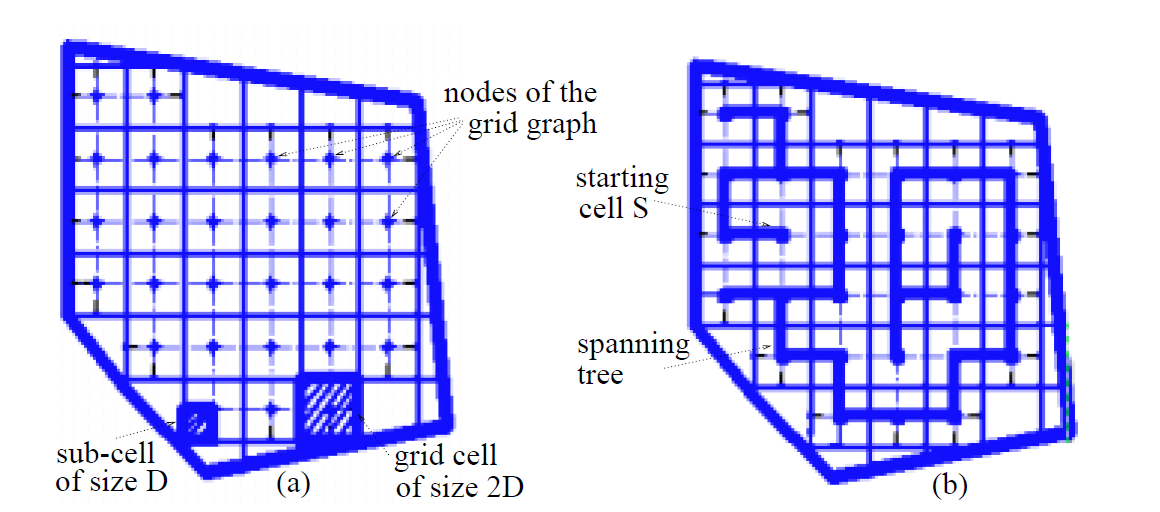 nodes of the
grid graph
sub-cell
of size D
(a)
grid cell
of size 2D
starting
cell S
spanning
tree
(b)